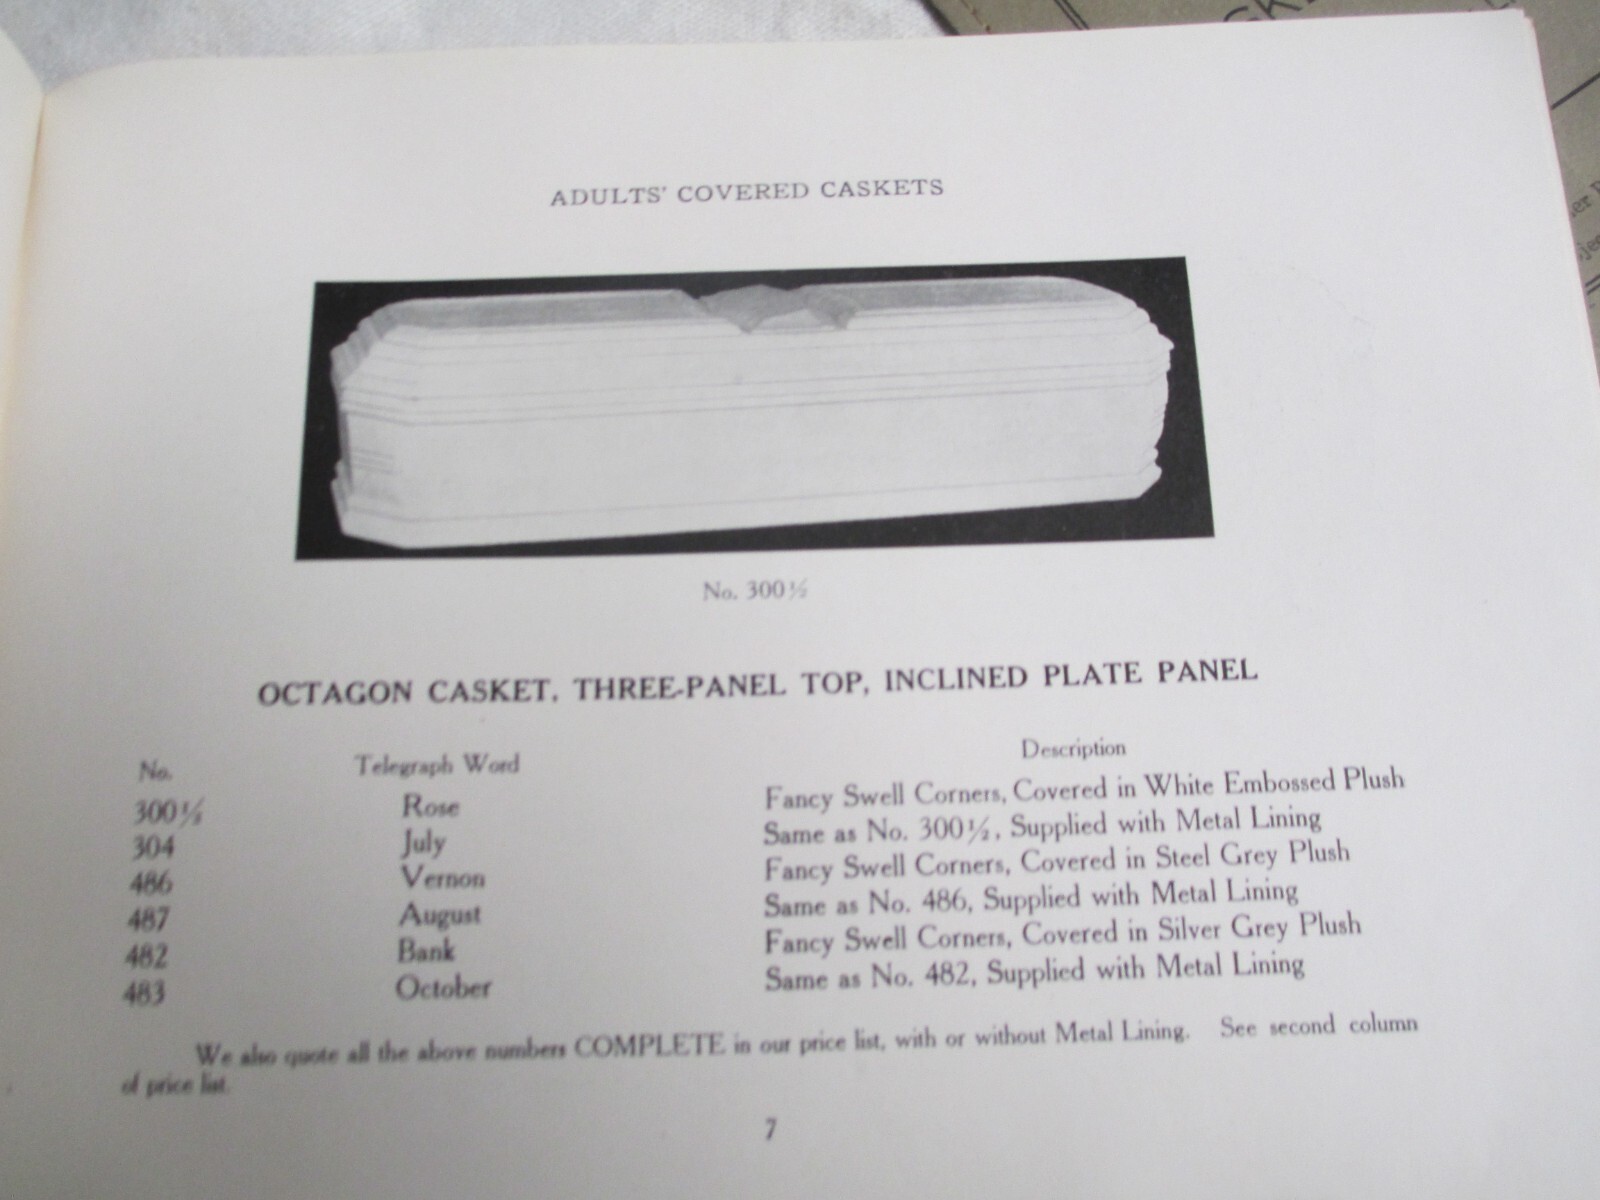 ADULTS' COVERED CASKETS
No. 300½
OCTAGON CASKET, THREE-PANEL TOP, INCLINED PLATE PANEL
No. Telegraph Word Description
300½ Rose Fancy Swell Corners, Covered in White Embossed Plush
304 July Same as No. 300½, Supplied with Metal Lining
486 Vernon Fancy Swell Corners, Covered in Steel Grey Plush
487 August Same as No. 486, Supplied with Metal Lining
482 Bank Fancy Swell Corners, Covered in Silver Grey Plush
483 October Same as No. 482, Supplied with Metal Lining
We also quote all the above numbers COMPLETE in our price list, with or without Metal Lining. See second column
of price list.
7